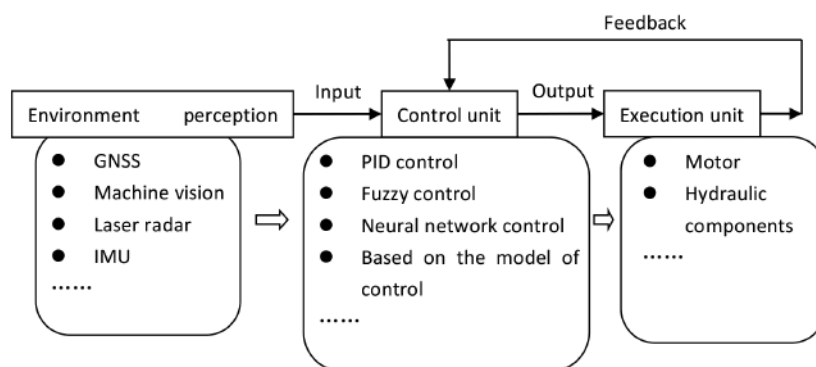 Feedback
Input
Output
Environment perception
Control unit
Execution unit
● GNSS
● Machine vision
● Laser radar
● IMU
……
● PID control
● Fuzzy control
● Neural network control
● Based on the model of
control
……
● Motor
● Hydraulic
components
……